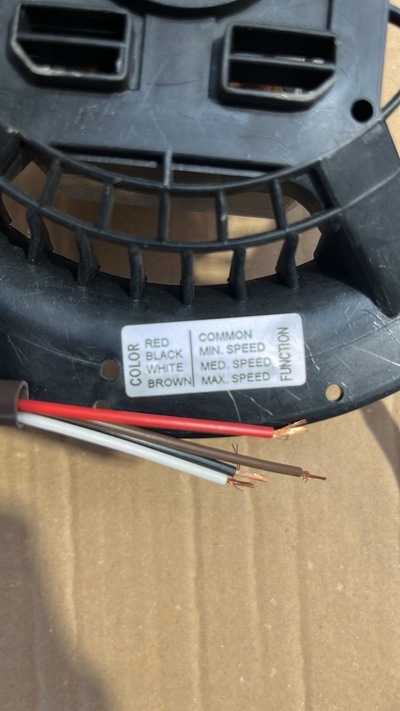 COLOR
RED
BLACK
WHITE
BROWN
COMMON
MIN. SPEED
MED. SPEED
MAX. SPEED
FUNCTION